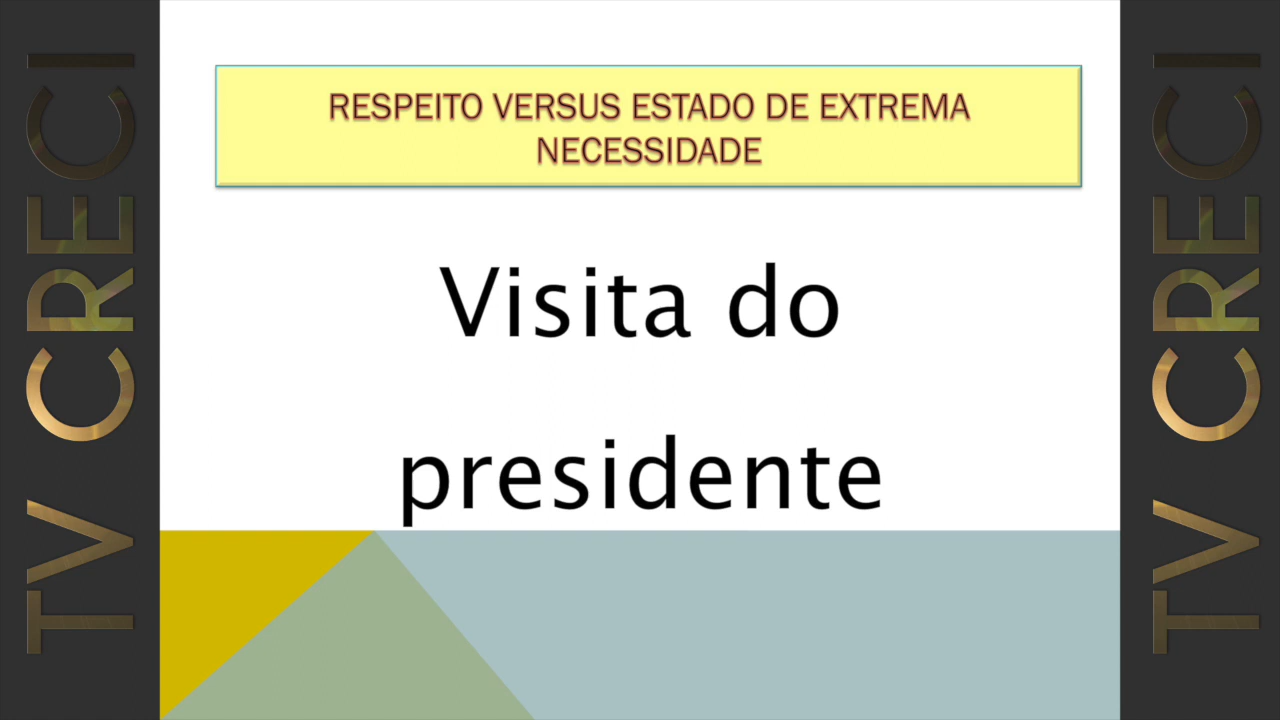 TV CRECI
RESPEITO VERSUS ESTADO DE EXTREMA
NECESSIDADE
Visita do
presidente
TV CRECI